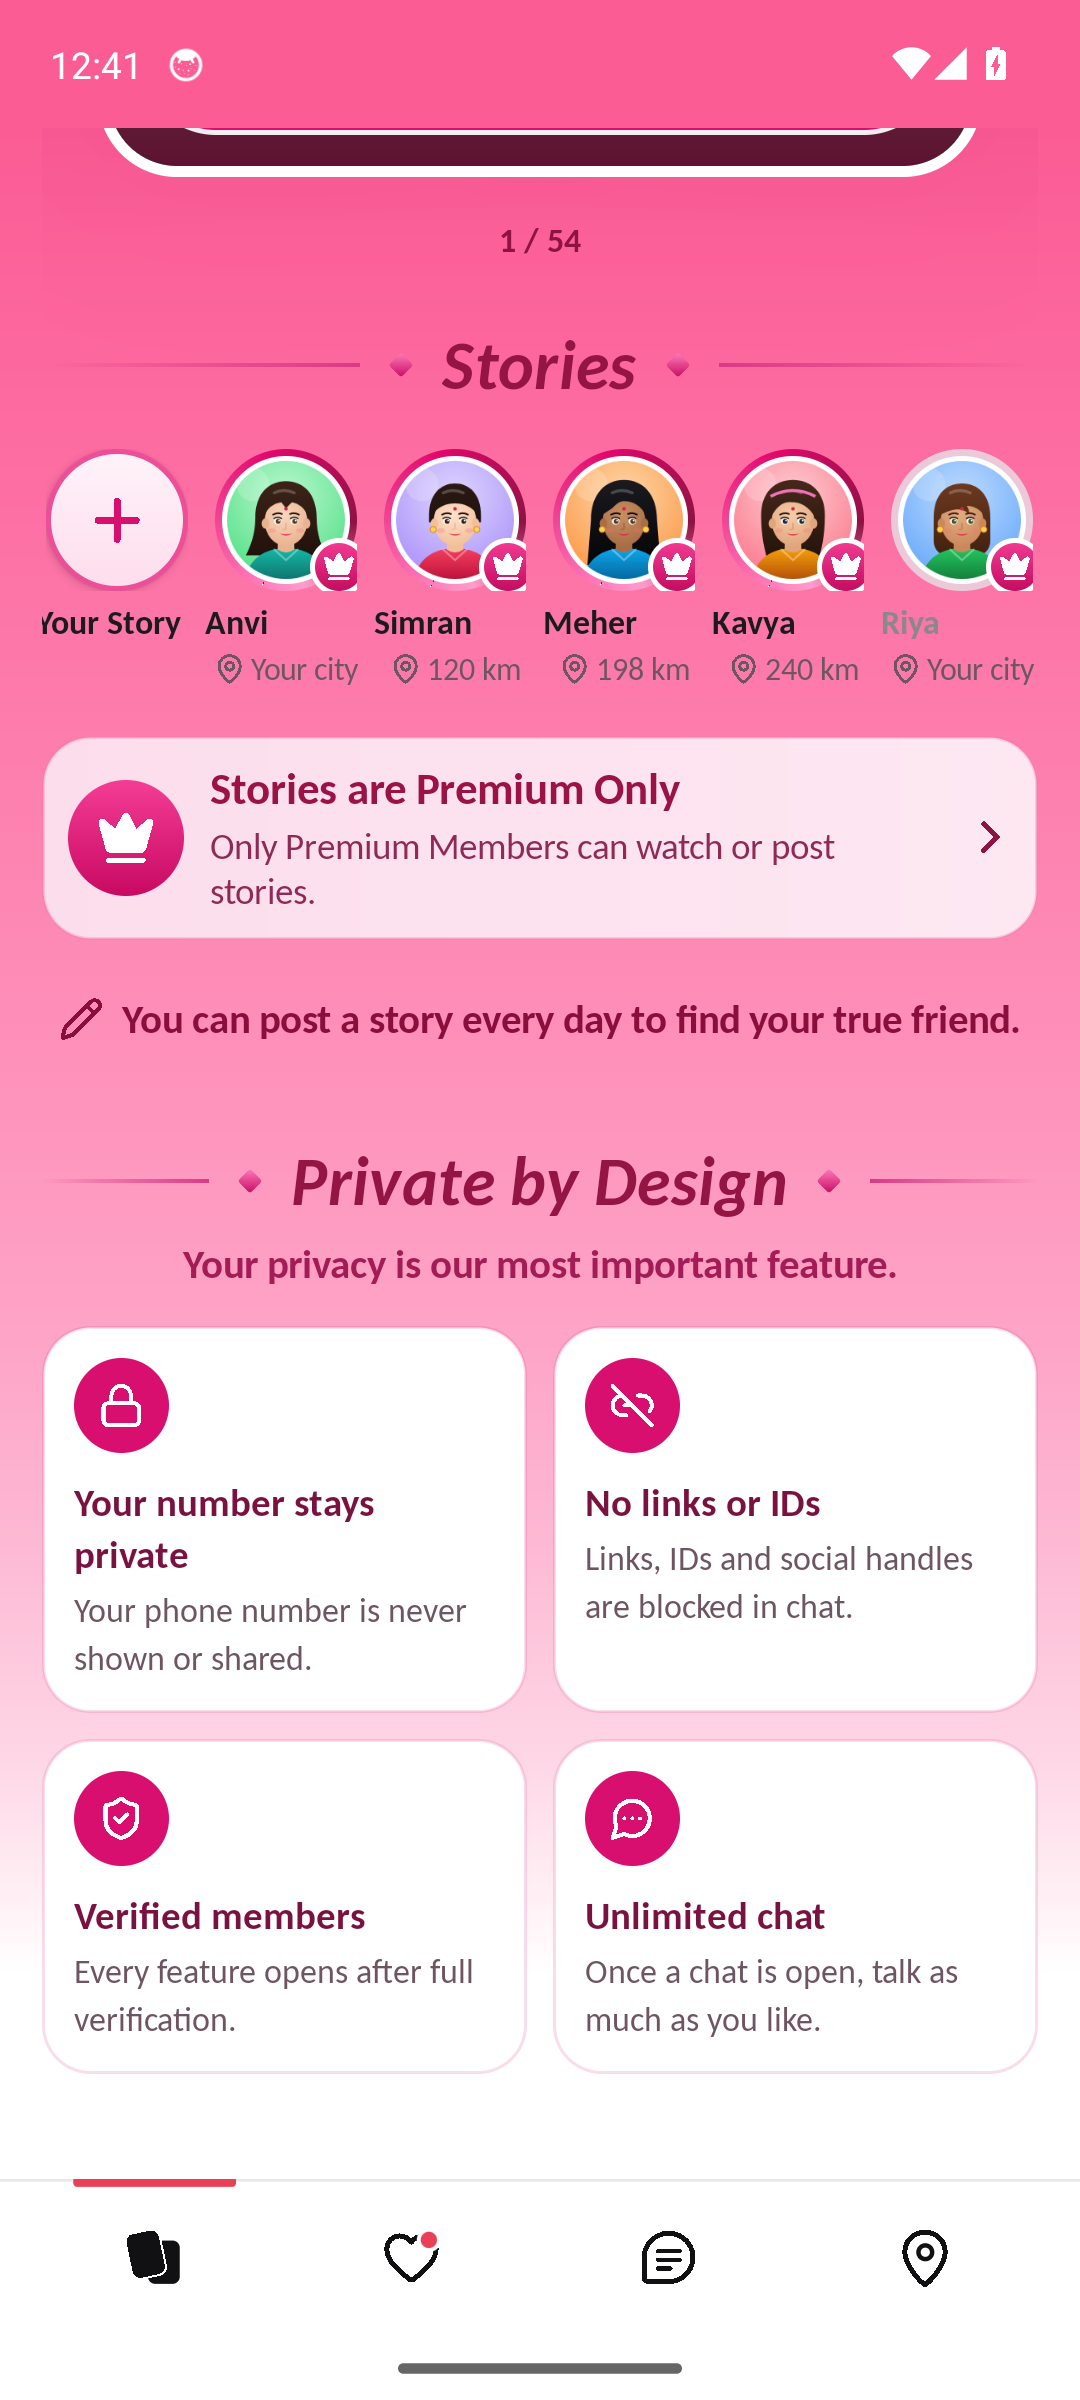 12:41
1 / 54
Stories
Your Story Anvi Simran Meher Kavya Riya
Your city 120 km 198 km 240 km Your city
Stories are Premium Only
Only Premium Members can watch or post
stories.
You can post a story every day to find your true friend.
Private by Design
Your privacy is our most important feature.
Your number stays
private
Your phone number is never
shown or shared.
No links or IDs
Links, IDs and social handles
are blocked in chat.
Verified members
Every feature opens after full
verification.
Unlimited chat
Once a chat is open, talk as
much as you like.